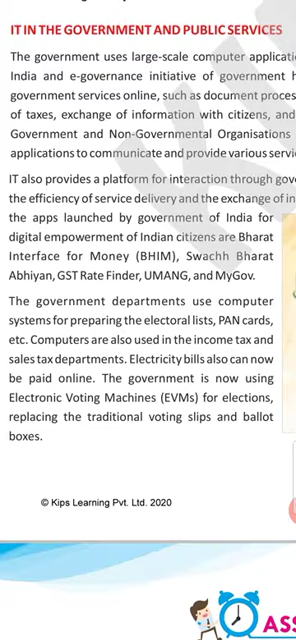 IT IN THE GOVERNMENT AND PUBLIC SERVICES
The government uses large-scale computer
India and e-governance initiative of government
government services online, such as document
of taxes, exchange of information with citizens, and
Government and Non-Governmental Organisations
applications to communicate and provide various
IT also provides a platform for interaction through
the efficiency of service delivery and the exchange of
the apps launched by government of India for
digital empowerment of Indian citizens are Bharat
Interface for Money (BHIM), Swachh Bharat
Abhiyan, GST Rate Finder, UMANG, and MyGov.
The government departments use computer
systems for preparing the electoral lists, PAN cards,
etc. Computers are also used in the income tax and
sales tax departments. Electricity bills also can now
be paid online. The government is now using
Electronic Voting Machines (EVMs) for elections,
replacing the traditional voting slips and ballot
boxes.
© Kips Learning Pvt. Ltd. 2020